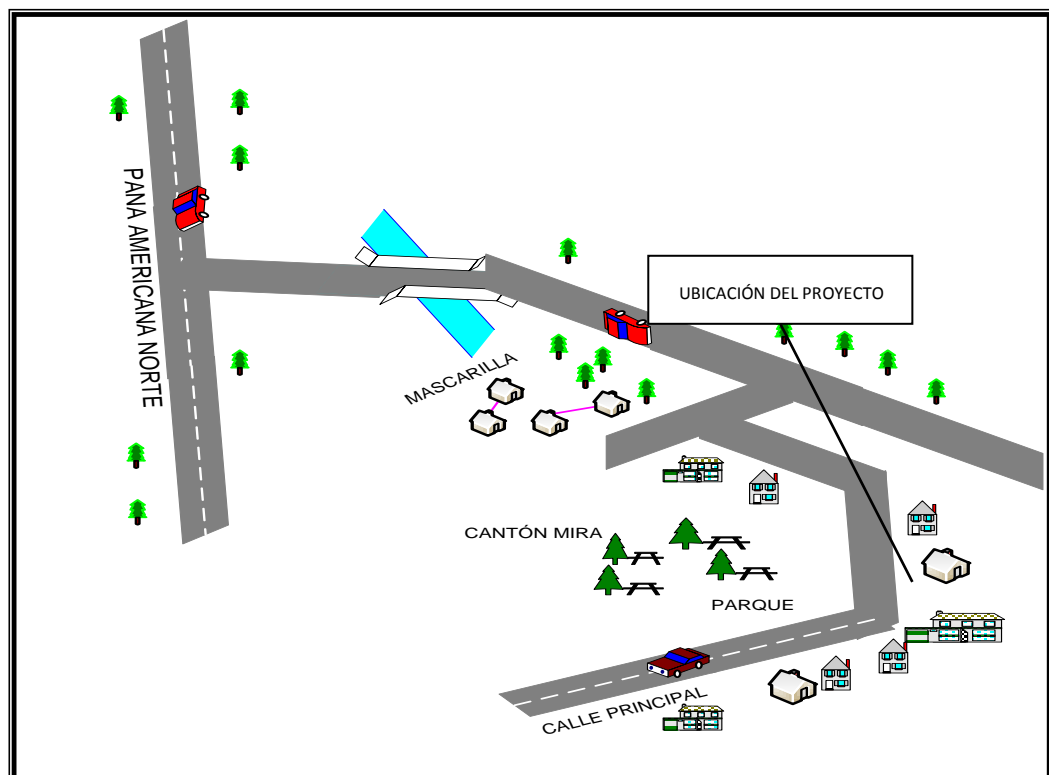 PANA AMERICANA NORTE
UBICACIÓN DEL PROYECTO
MASCARILLA
CANTÓN MIRA
PARQUE
CALLE PRINCIPAL